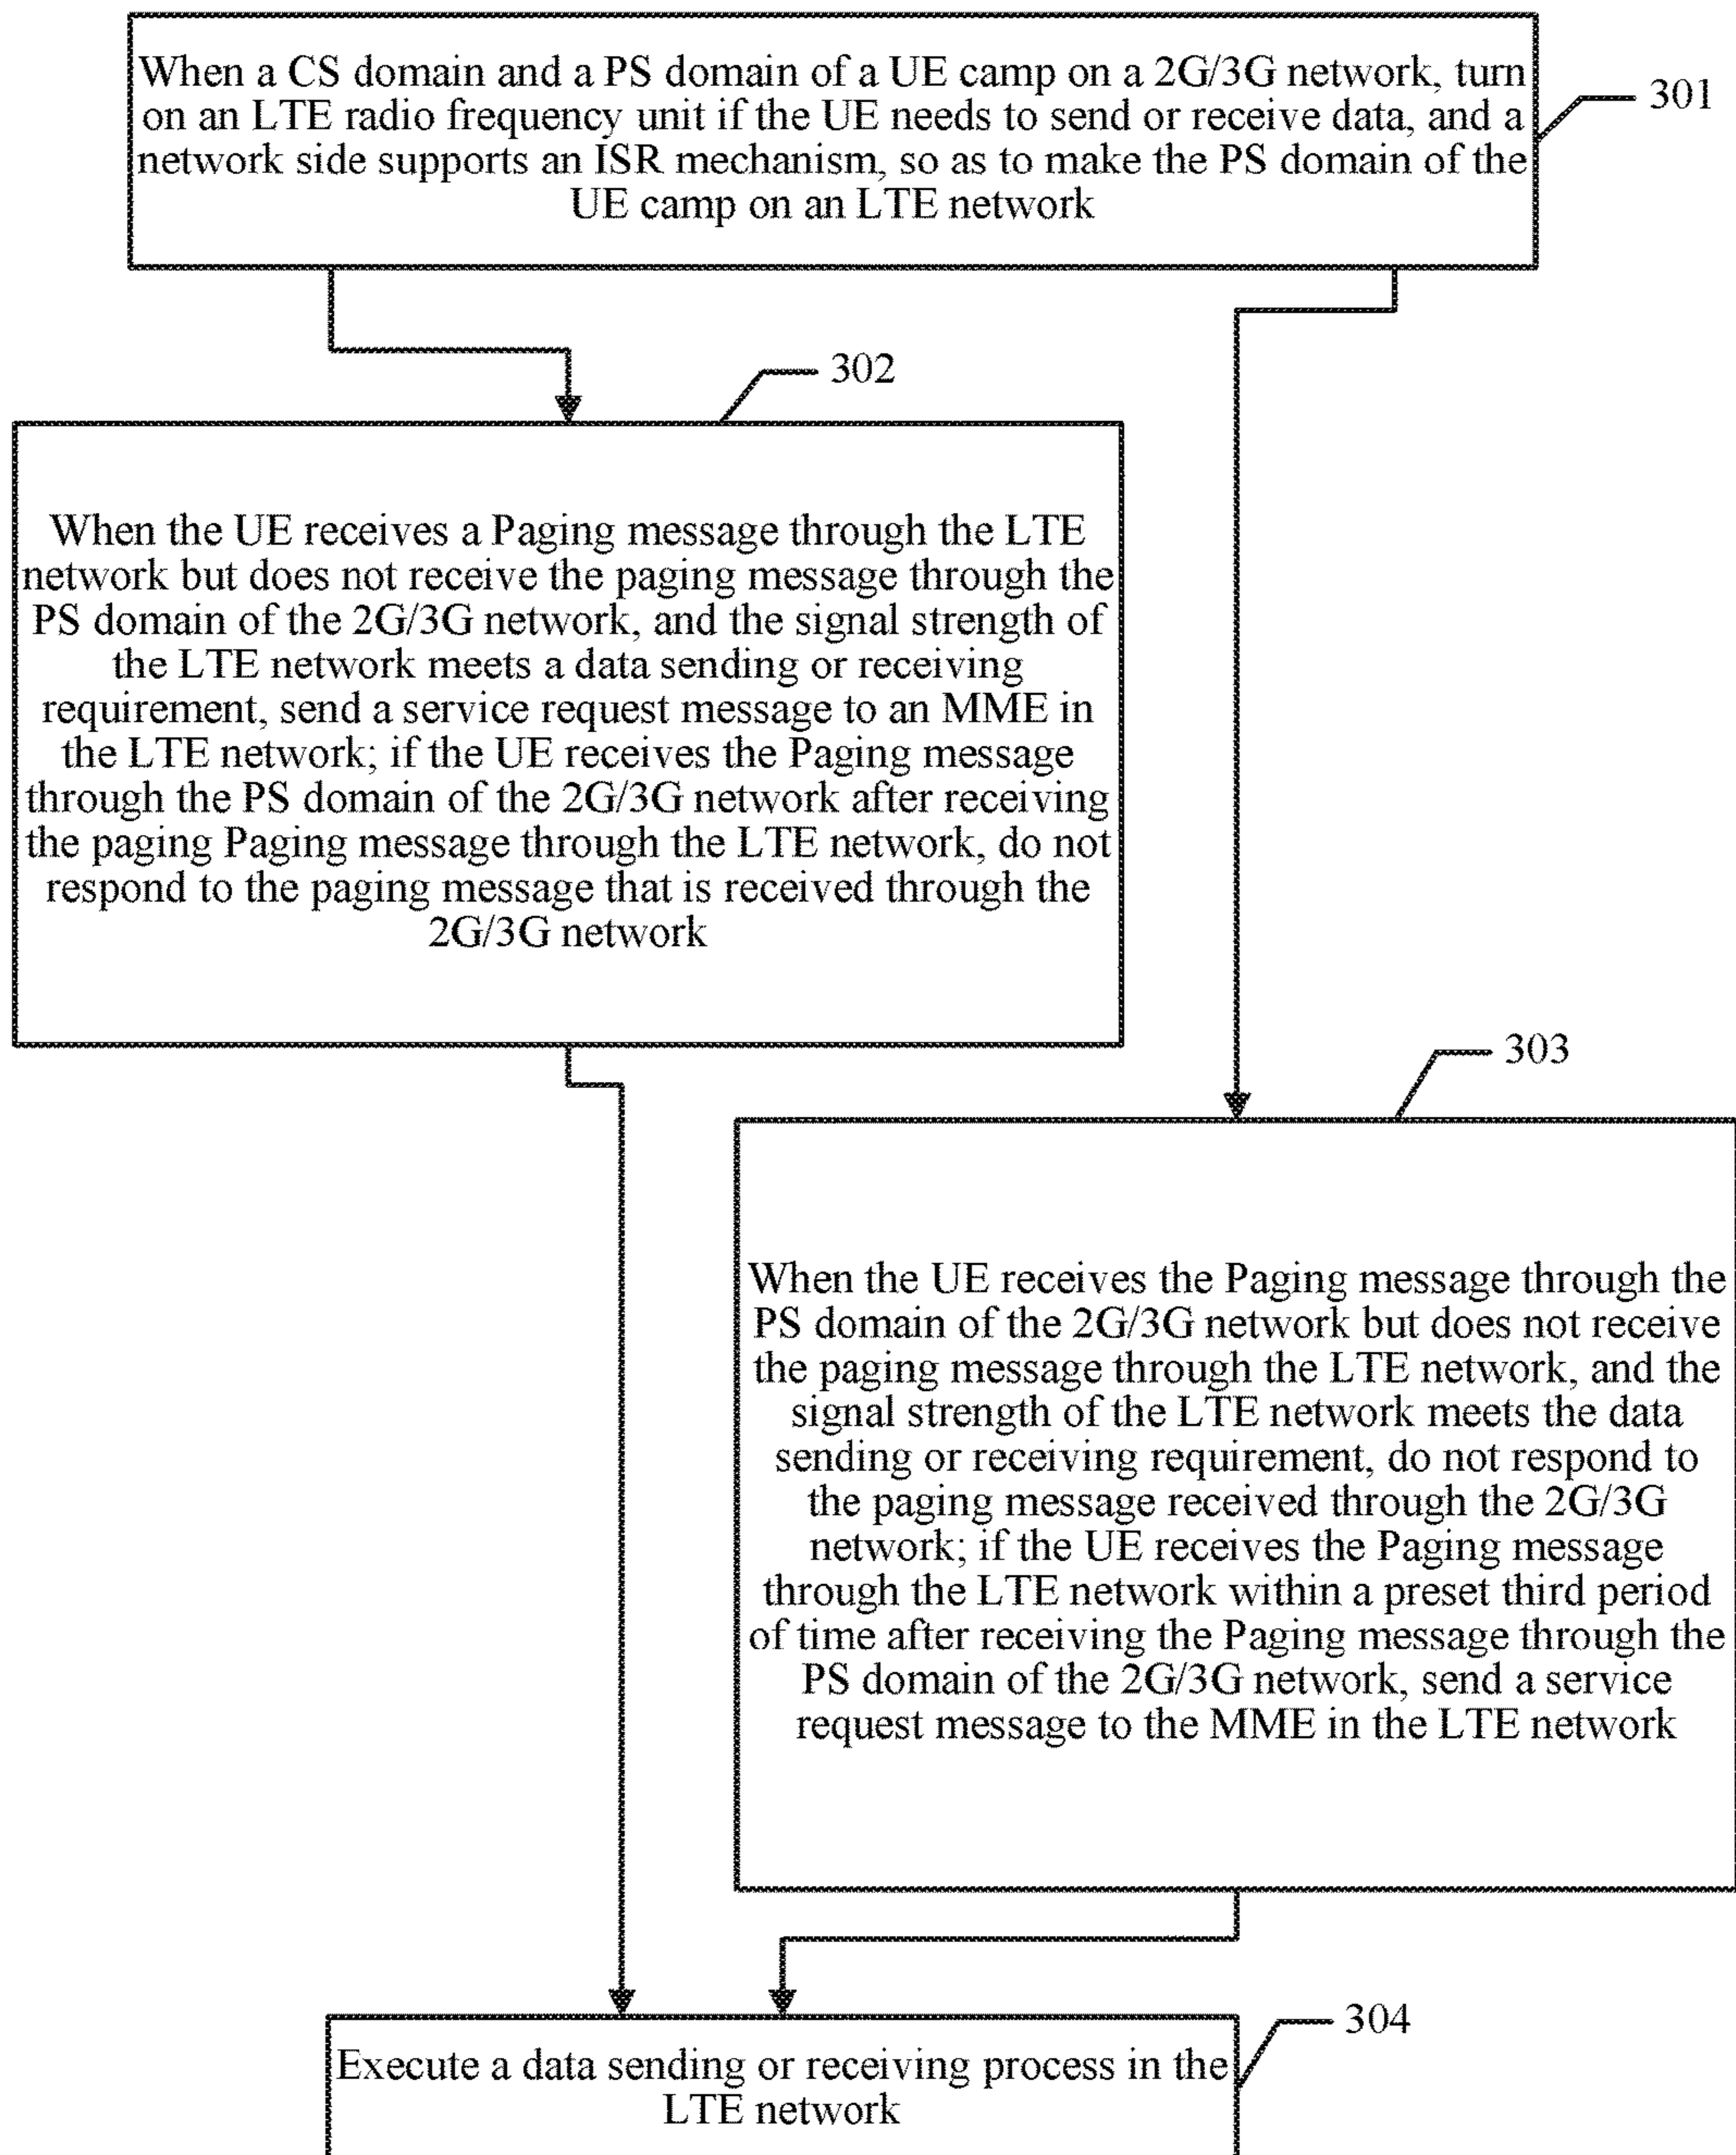 When a CS domain and a PS domain of a UE camp on a 2G/3G network, turn
on an LTE radio frequency unit if the UE needs to send or receive data, and a
network side supports an ISR mechanism, so as to make the PS domain of the
UE camp on an LTE network
301
302
When the UE receives a Paging message through the LTE
network but does not receive the paging message through the
PS domain of the 2G/3G network, and the signal strength of
the LTE network meets a data sending or receiving
requirement, send a service request message to an MME in
the LTE network; if the UE receives the Paging message
through the PS domain of the 2G/3G network after receiving
the paging Paging message through the LTE network, do not
respond to the paging message that is received through the
2G/3G network
303
When the UE receives the Paging message through the
PS domain of the 2G/3G network but does not receive
the paging message through the LTE network, and the
signal strength of the LTE network meets the data
sending or receiving requirement, do not respond to
the paging message received through the 2G/3G
network; if the UE receives the Paging message
through the LTE network within a preset third period
of time after receiving the Paging message through the
PS domain of the 2G/3G network, send a service
request message to the MME in the LTE network
304
Execute a data sending or receiving process in the
LTE network